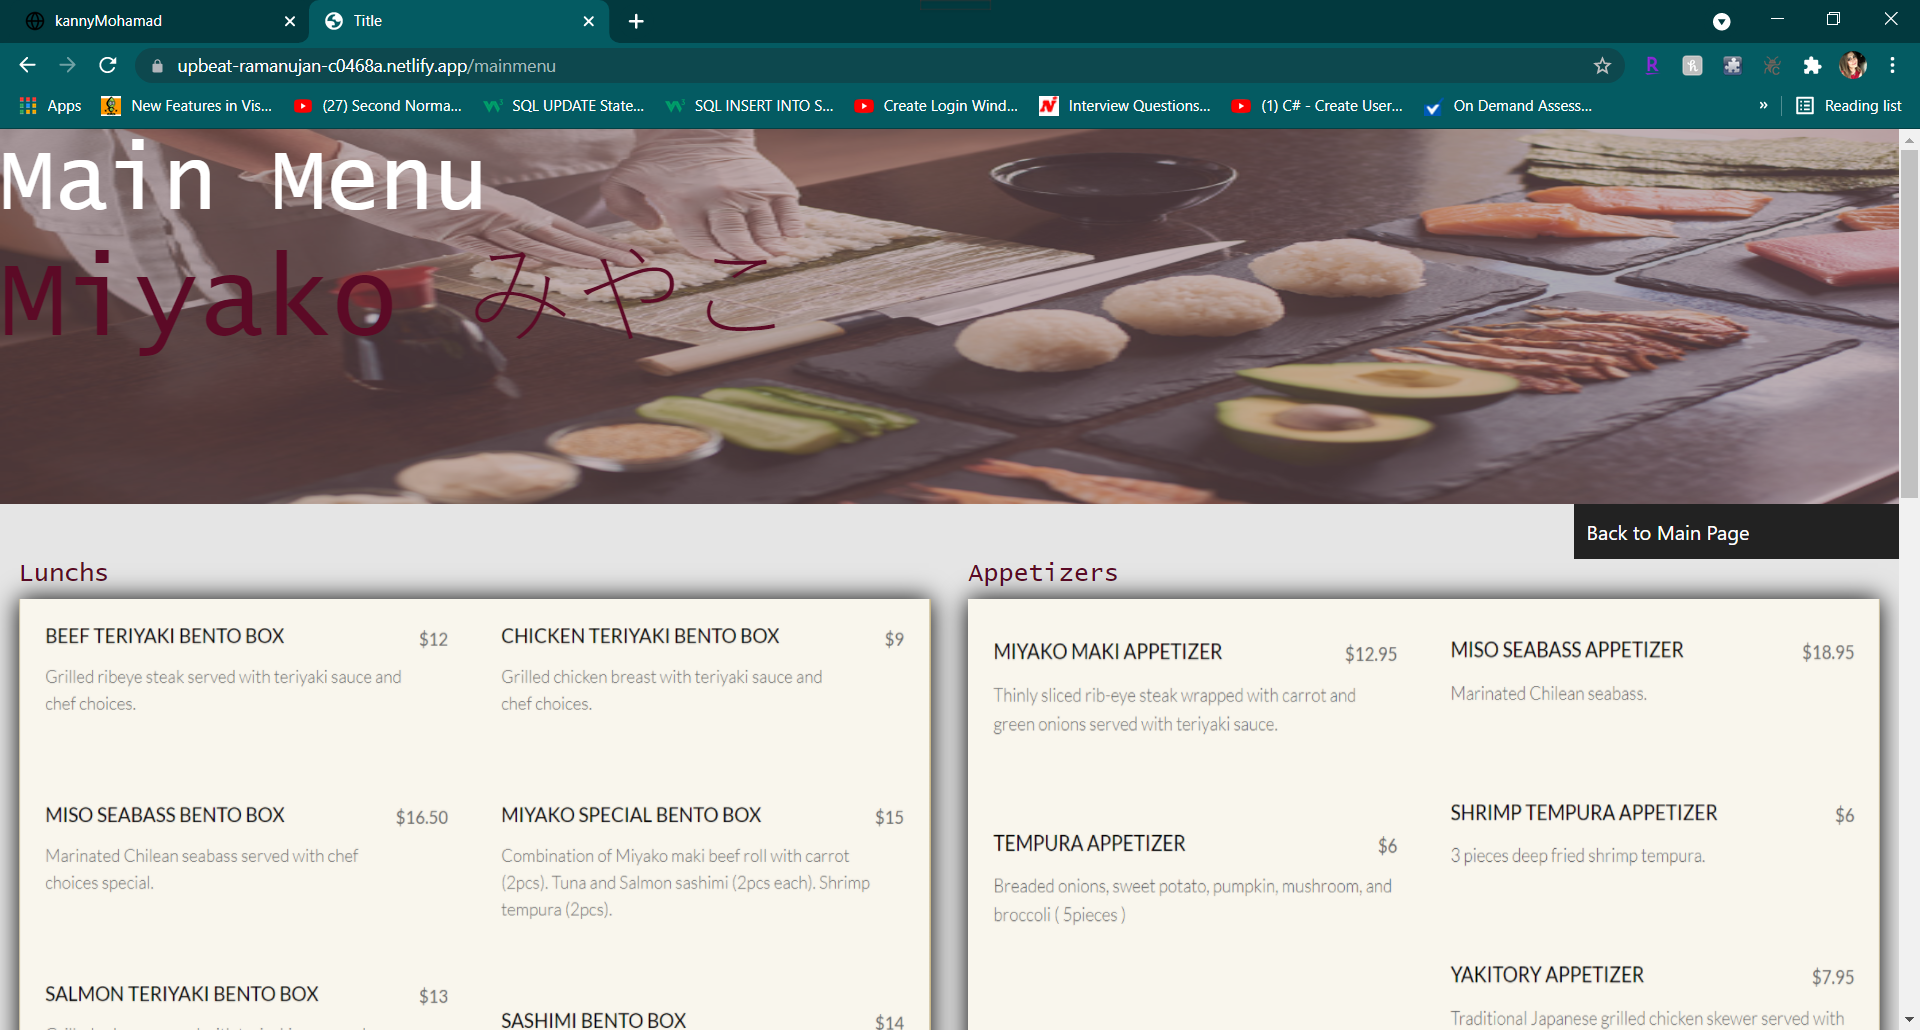 kannyMohamad
Title
upbeat-ramanujan-c0468a.netlify.app/mainmenu
Apps
New Features in Vis...
(27) Second Norma...
SQL UPDATE State...
SQL INSERT INTO S...
Create Login Wind...
Interview Questions...
(1) C# - Create User...
On Demand Assess...
»
Reading list
Main Menu
Miyako みやこ
Back to Main Page
Lunchs
BEEF TERIYAKI BENTO BOX $12
Grilled ribeye steak served with teriyaki sauce and
chef choices.
CHICKEN TERIYAKI BENTO BOX $9
Grilled chicken breast with teriyaki sauce and
chef choices.
MISO SEABASS BENTO BOX $16.50
Marinated Chilean seabass served with chef
choices special.
MIYAKO SPECIAL BENTO BOX $15
Combination of Miyako maki beef roll with carrot
(2pcs). Tuna and Salmon sashimi (2pcs each). Shrimp
tempura (2pcs).
SALMON TERIYAKI BENTO BOX $13
SASHIMI BENTO BOX $14
Appetizers
MIYAKO MAKI APPETIZER $12.95
Thinly sliced rib-eye steak wrapped with carrot and
green onions served with teriyaki sauce.
TEMPURA APPETIZER $6
Breaded onions, sweet potato, pumpkin, mushroom, and
broccoli ( 5pieces )
MISO SEABASS APPETIZER $18.95
Marinated Chilean seabass.
SHRIMP TEMPURA APPETIZER $6
3 pieces deep fried shrimp tempura.
YAKITORY APPETIZER $7.95
Traditional Japanese grilled chicken skewer served with